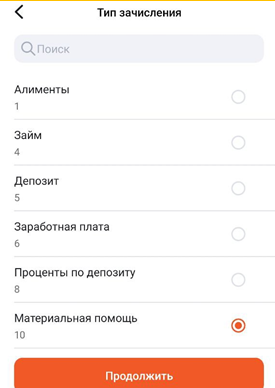 Тип зачисления
Поиск
Алименты
1
Займ
4
Депозит
5
Заработная плата
6
Проценты по депозиту
8
Материальная помощь
10
Продолжить